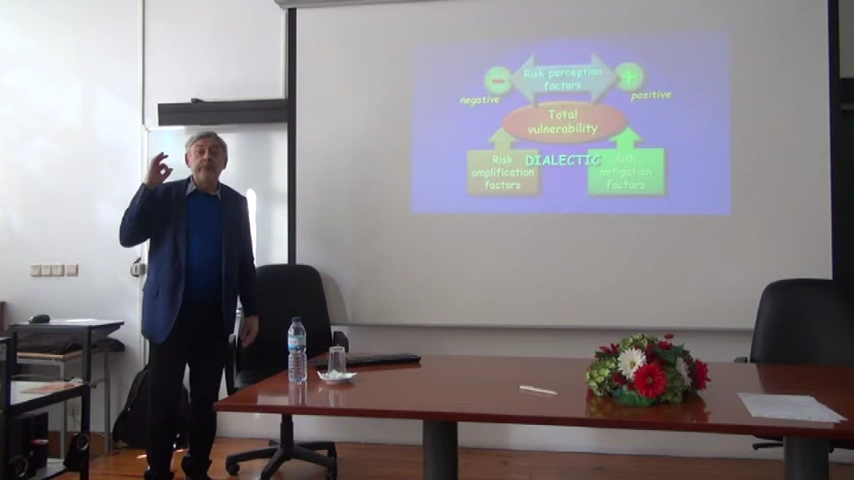 Risk perception
factors
negative
positive
Total
vulnerability
DIALECTIC
Risk
amplification
factors
Risk
mitigation
factors